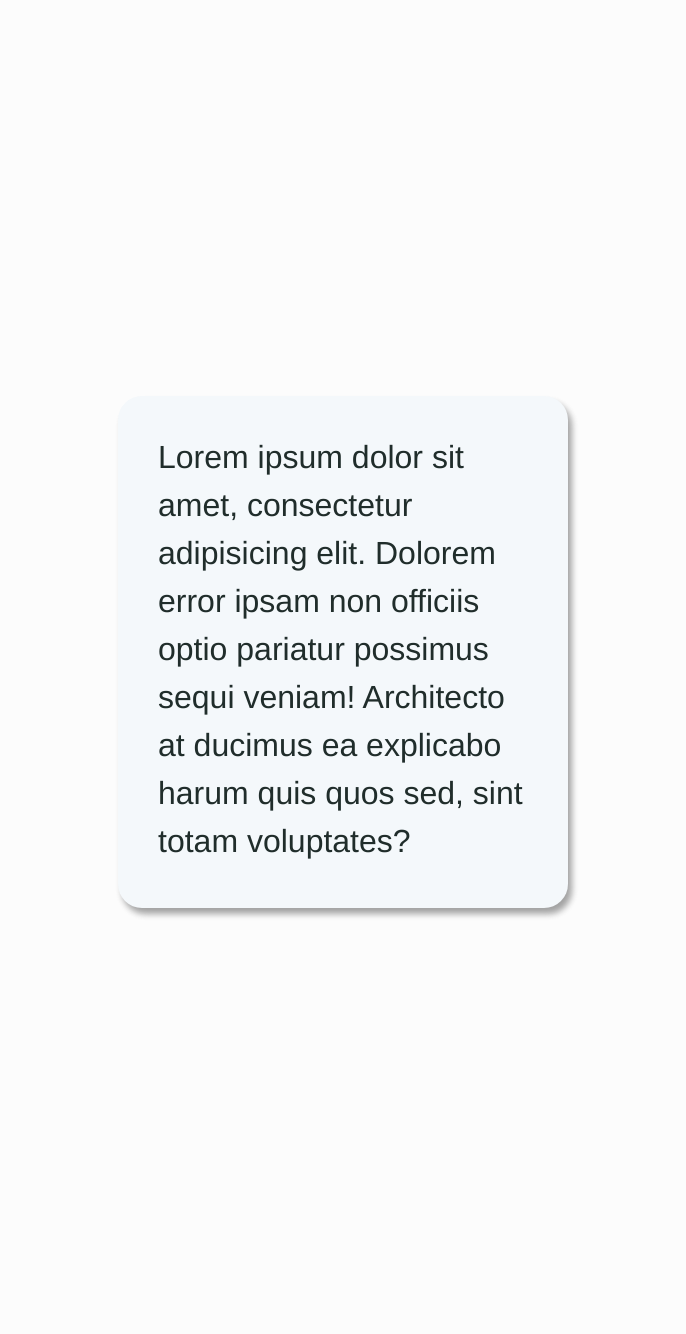 Lorem ipsum dolor sit
amet, consectetur
adipisicing elit. Dolorem
error ipsam non officiis
optio pariatur possimus
sequi veniam! Architecto
at ducimus ea explicabo
harum quis quos sed, sint
totam voluptates?